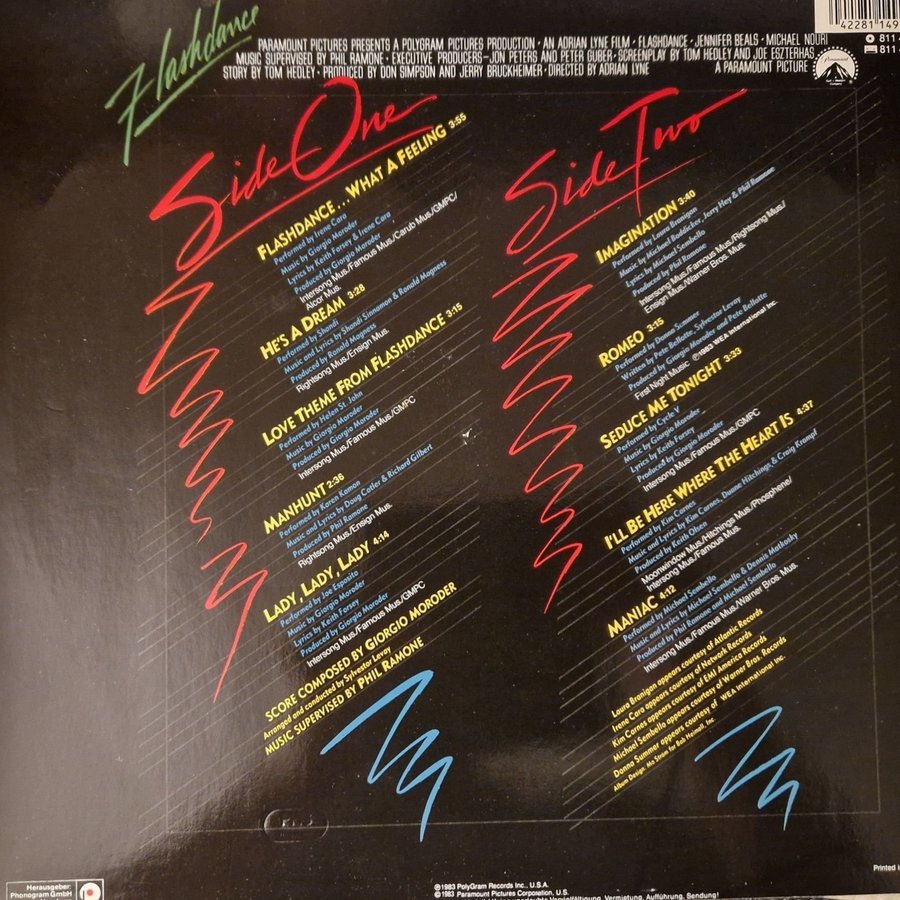 Flashdance
42281 149
811
811
PARAMOUNT PICTURES PRESENTS A POLYGRAM PICTURES PRODUCTION · AN ADRIAN LYNE FILM · FLASHDANCE · JENNIFER BEALS · MICHAEL NOURI
MUSIC SUPERVISED BY PHIL RAMONE · EXECUTIVE PRODUCERS-JON PETERS AND PETER GUBER · SCREENPLAY BY TOM HEDLEY AND JOE ESZTERHAS
STORY BY TOM HEDLEY · PRODUCED BY DON SIMPSON AND JERRY BRUCKHEIMER · DIRECTED BY ADRIAN LYNE
A PARAMOUNT PICTURE
Paramount
Side One
FLASHDANCE...WHAT A FEELING 3:55
Performed by Irene Cara
Music by Giorgio Moroder
Lyrics by Keith Forsey & Irene Cara
Produced by Giorgio Moroder
Intersong Mus./Famous Mus./Carub Mus./GMPC/
Alcor Mus.
HE'S A DREAM 3:28
Performed by Shandi
Music and Lyrics by Shandi Sinnamon & Ronald Magness
Produced by Ronald Magness
Rightsong Mus./Ensign Mus.
LOVE THEME FROM FLASHDANCE 3:15
Performed by Helen St. John
Music by Giorgio Moroder
Produced by Giorgio Moroder
Intersong Mus./Famous Mus./GMPC
MANHUNT 2:36
Performed by Karen Kamon
Music and Lyrics by Doug Cotler & Richard Gilbert
Produced by Phil Ramone
Rightsong Mus./Ensign Mus.
LADY, LADY, LADY 4:14
Performed by Joe Esposito
Music by Giorgio Moroder
Lyrics by Keith Forsey
Produced by Giorgio Moroder
Intersong Mus./Famous Mus./GMPC
SCORE COMPOSED BY GIORGIO MORODER
Arranged and conducted by Sylvester Levay
MUSIC SUPERVISED BY PHIL RAMONE
Side Two
IMAGINATION 3:40
Performed by Laura Branigan
Music by Michael Boddicker, Jerry Hey & Phil Ramone
Lyrics by Michael Sembello
Produced by Phil Ramone
Intersong Mus./Famous Mus./Rightsong Mus./
Ensign Mus./Warner Bros. Mus.
ROMEO 3:15
Performed by Donna Summer
Written by Pete Bellotte, Sylvester Levay
Produced by Giorgio Moroder and Pete Bellotte
First Night Music ℗1983 WEA International Inc.
SEDUCE ME TONIGHT 3:33
Performed by Cycle V
Music by Giorgio Moroder
Lyrics by Keith Forsey
Produced by Giorgio Moroder
Intersong Mus./Famous Mus./GMPC
I'LL BE HERE WHERE THE HEART IS 4:37
Performed by Kim Carnes
Music and Lyrics by Kim Carnes, Duane Hitchings & Craig Krampf
Produced by Keith Olsen
Moonwindow Mus./Hitchings Mus./Phosphene/
Intersong Mus./Famous Mus.
MANIAC 4:12
Performed by Michael Sembello
Music and Lyrics by Michael Sembello & Dennis Matkosky
Produced by Phil Ramone and Michael Sembello
Intersong Mus./Famous Mus./Warner Bros. Mus.
Laura Branigan appears courtesy of Atlantic Records
Irene Cara appears courtesy of Network Records
Kim Carnes appears courtesy of EMI America Records
Michael Sembello appears courtesy of Warner Bros. Records
Donna Summer appears courtesy of WEA International Inc.
Album Design: Mo Strom for Bob Heimall, Inc.
Herausgeber:
Phonogram GmbH
℗1983 PolyGram Records Inc., U.S.A.
©1983 Paramount Pictures Corporation, U.S.
Vervielfältigung, Vermietung, Aufführung, Sendung!
Printed in